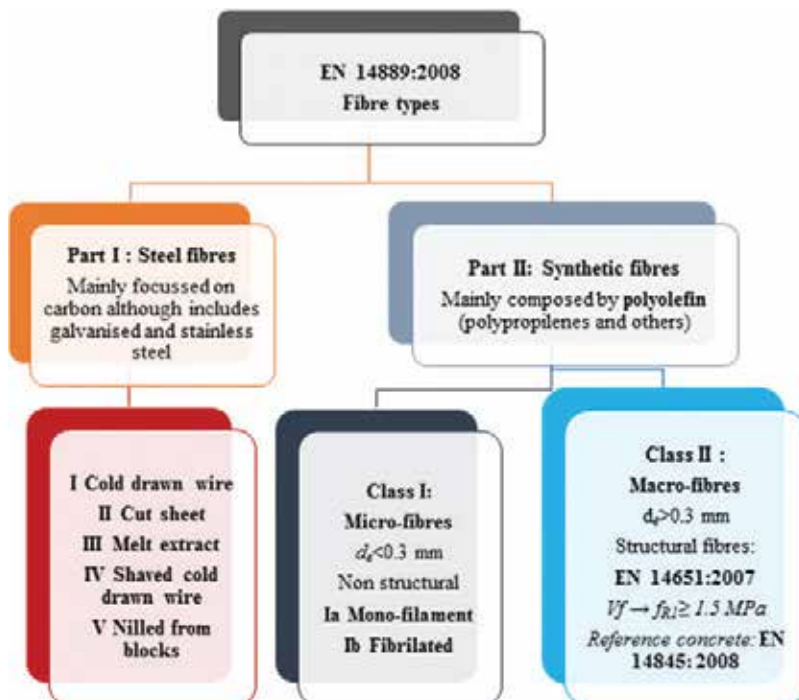 EN 14889:2008
Fibre types
Part I : Steel fibres
Mainly focussed on
carbon although includes
galvanised and stainless
steel
Part II: Synthetic fibres
Mainly composed by polyolefin
(polypropilenes and others)
I Cold drawn wire
II Cut sheet
III Melt extract
IV Shaved cold
drawn wire
V Nilled from
blocks
Class I:
Micro-fibres
de<0.3 mm
Non structural
Ia Mono-filament
Ib Fibrilated
Class II :
Macro-fibres
de>0.3 mm
Structural fibres:
EN 14651:2007
Vf → fR1≥ 1.5 MPa
Reference concrete: EN
14845: 2008